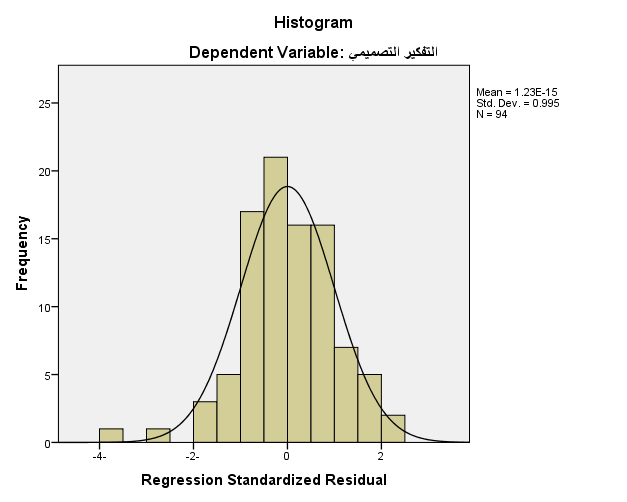 Histogram
Dependent Variable: التفكير التصميمي
Mean = 1.23E-15
Std. Dev. = 0.995
N = 94
Frequency
25
20
15
10
5
0
-4- -2- 0 2
Regression Standardized Residual